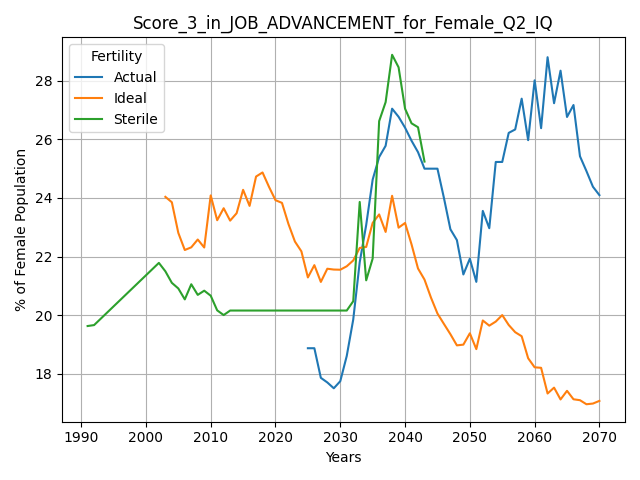 Score_3_in_JOB_ADVANCEMENT_for_Female_Q2_IQ
Fertility
Actual
Ideal
Sterile
% of Female Population
28
26
24
22
20
18
1990 2000 2010 2020 2030 2040 2050 2060 2070
Years